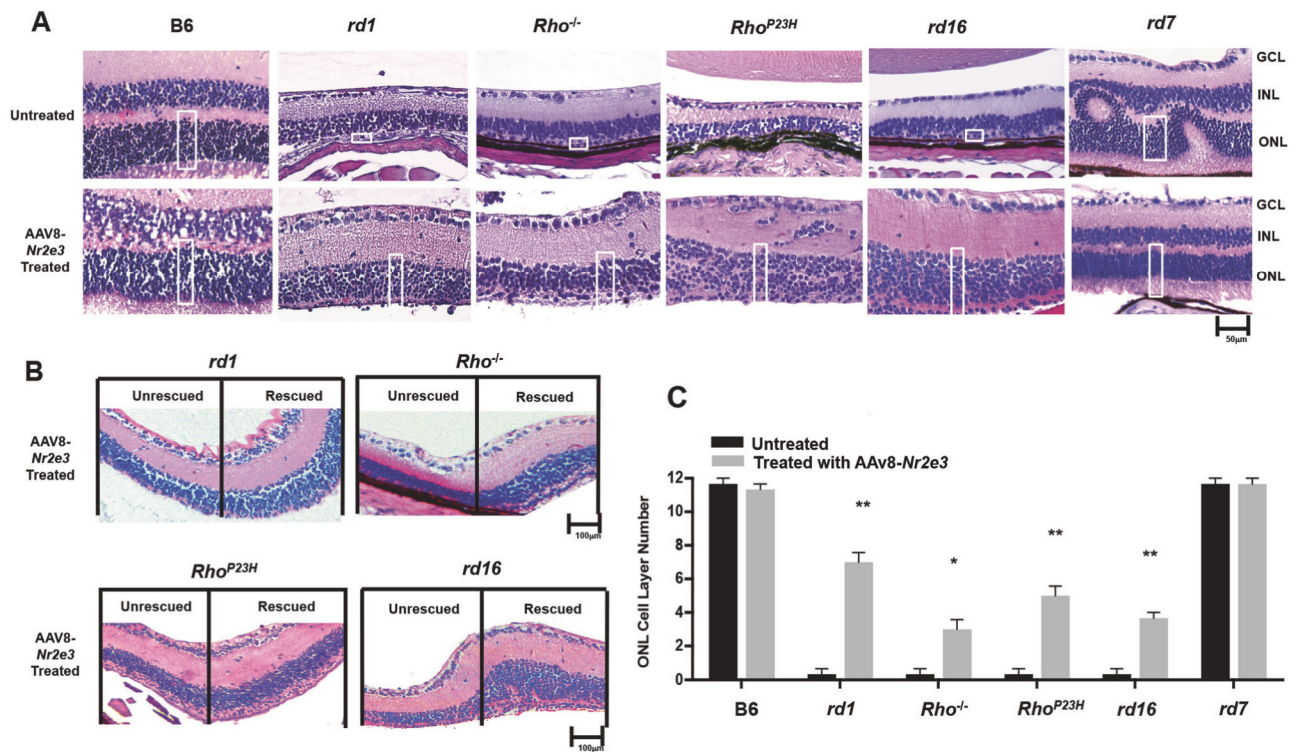 A
B6 rd1 Rho-/- RhoP23H rd16 rd7
Untreated
GCL
INL
ONL
AAV8-
Nr2e3
Treated
GCL
INL
ONL
50μm
B
rd1 Rho-/-
Unrescued Rescued Unrescued Rescued
AAV8-
Nr2e3
Treated
100μm
RhoP23H rd16
Unrescued Rescued Unrescued Rescued
AAV8-
Nr2e3
Treated
100μm
C
Untreated
Treated with AAv8-Nr2e3
ONL Cell Layer Number
12
10
8
6
4
2
0
** * ** **
B6 rd1 Rho-/- RhoP23H rd16 rd7